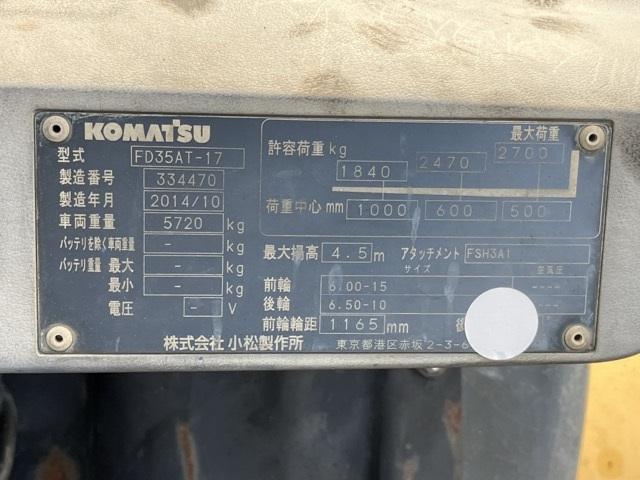 KOMATSU
型式 FD35AT-17
製造番号 334470
製造年月 2014/10
車両重量 5720 kg
バッテリを除く車両重量 - kg
バッテリ重量 最大 - kg
最小 - kg
電圧 - V
最大荷重
許容荷重 kg 1840 2470 2700
荷重中心 mm 1000 600 500
最大揚高 4.5 m アタッチメント FSH3A1
サイズ 空気圧
前輪 6.00-15 ----
後輪 6.50-10 ----
前輪輪距 1165 mm
株式会社 小松製作所 東京都港区赤坂2-3-6